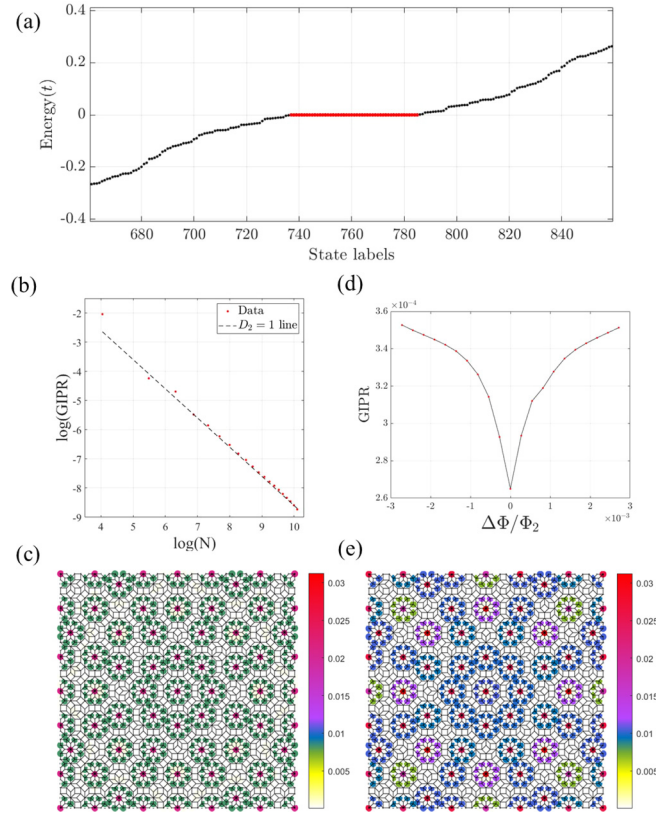 (a)
0.4
0.2
0
-0.2
-0.4
Energy(t)
680 700 720 740 760 780 800 820 840
State labels
(b)
-2
-3
-4
-5
-6
-7
-8
-9
log(GIPR)
Data
D₂ = 1 line
4 5 6 7 8 9 10
log(N)
(d)
×10⁻⁴
3.6
3.4
3.2
3
2.8
2.6
GIPR
-3 -2 -1 0 1 2 3
×10⁻³
ΔΦ/Φ₂
(c)
0.03
0.025
0.02
0.015
0.01
0.005
(e)
0.03
0.025
0.02
0.015
0.01
0.005